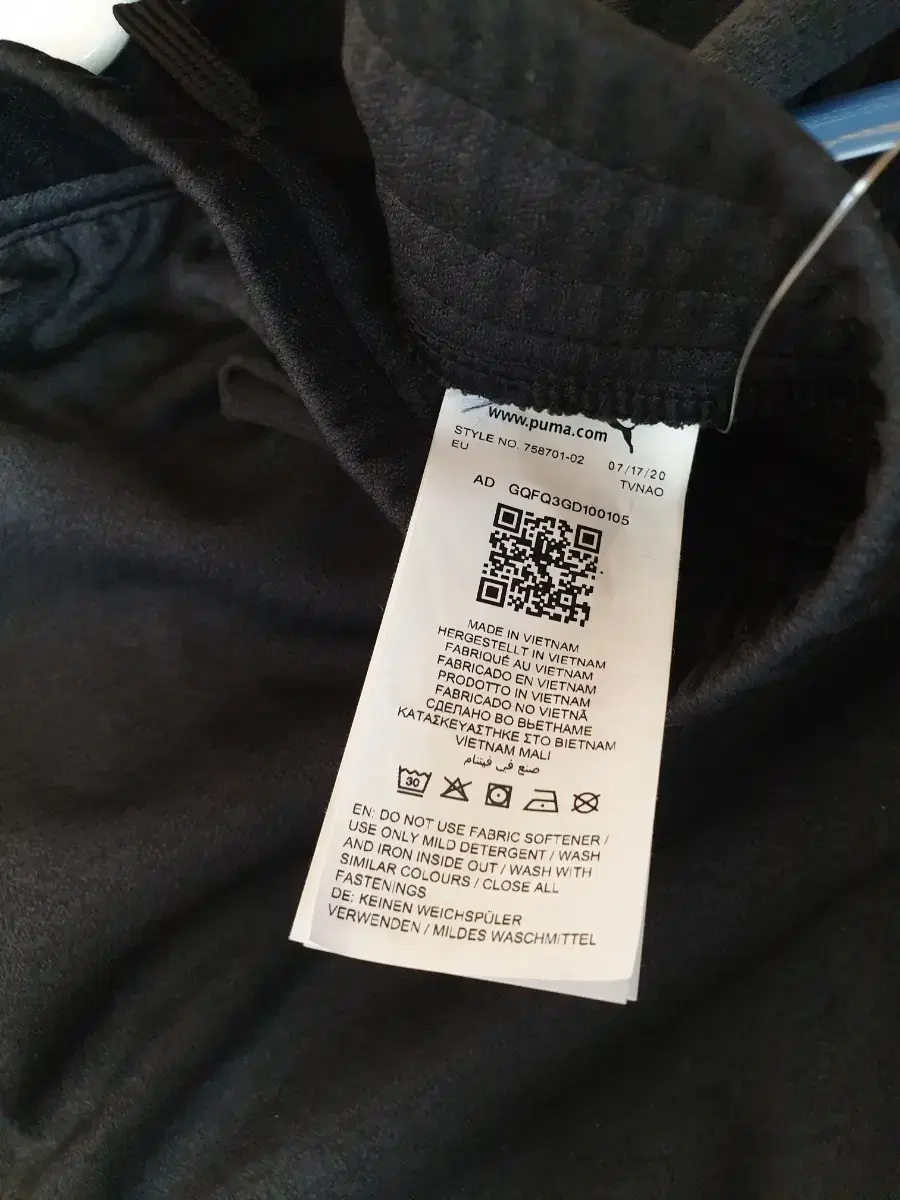 www.puma.com
STYLE NO. 758701-02 07/17/20
EU TVNAO
AD GQFQ3GD100105
MADE IN VIETNAM
HERGESTELLT IN VIETNAM
FABRIQUÉ AU VIETNAM
FABRICADO EN VIETNAM
PRODOTTO IN VIETNAM
FABRICADO NO VIETNÃ
СДЕЛАНО ВО ВЬЕТНАМЕ
ΚΑΤΑΣΚΕΥΑΣΤΗΚΕ ΣΤΟ ΒΙΕΤΝΑΜ
VİETNAM MALI
صنع في فيتنام
30
EN: DO NOT USE FABRIC SOFTENER /
USE ONLY MILD DETERGENT / WASH
AND IRON INSIDE OUT / WASH WITH
SIMILAR COLOURS / CLOSE ALL
FASTENINGS
DE: KEINEN WEICHSPÜLER
VERWENDEN / MILDES WASCHMITTEL